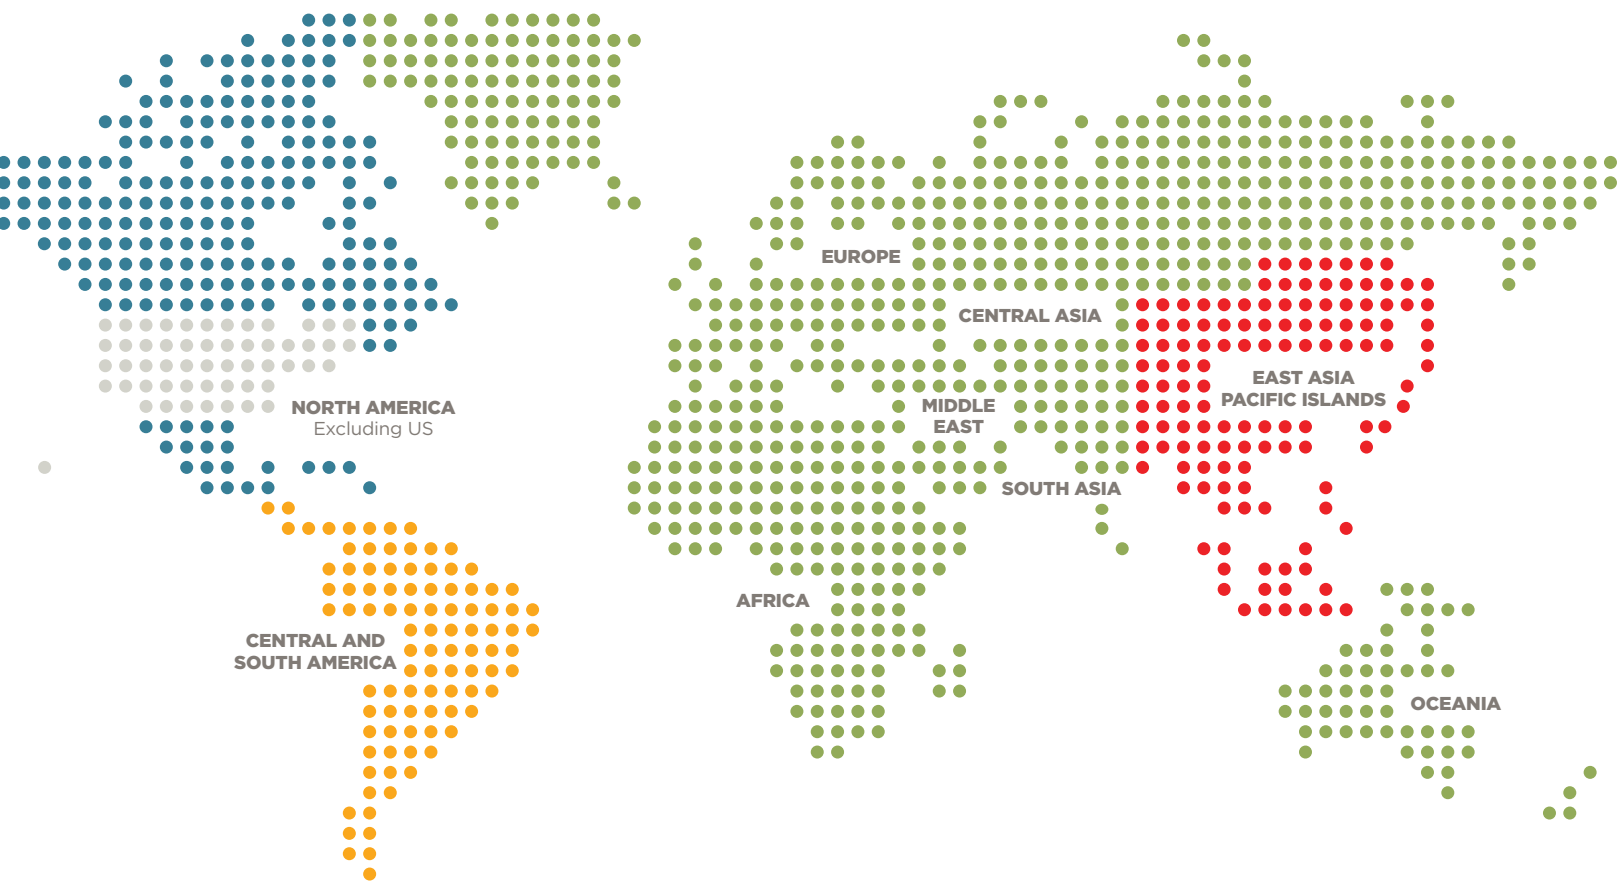 EUROPE
CENTRAL ASIA
EAST ASIA
PACIFIC ISLANDS
NORTH AMERICA
Excluding US
MIDDLE
EAST
SOUTH ASIA
AFRICA
CENTRAL AND
SOUTH AMERICA
OCEANIA